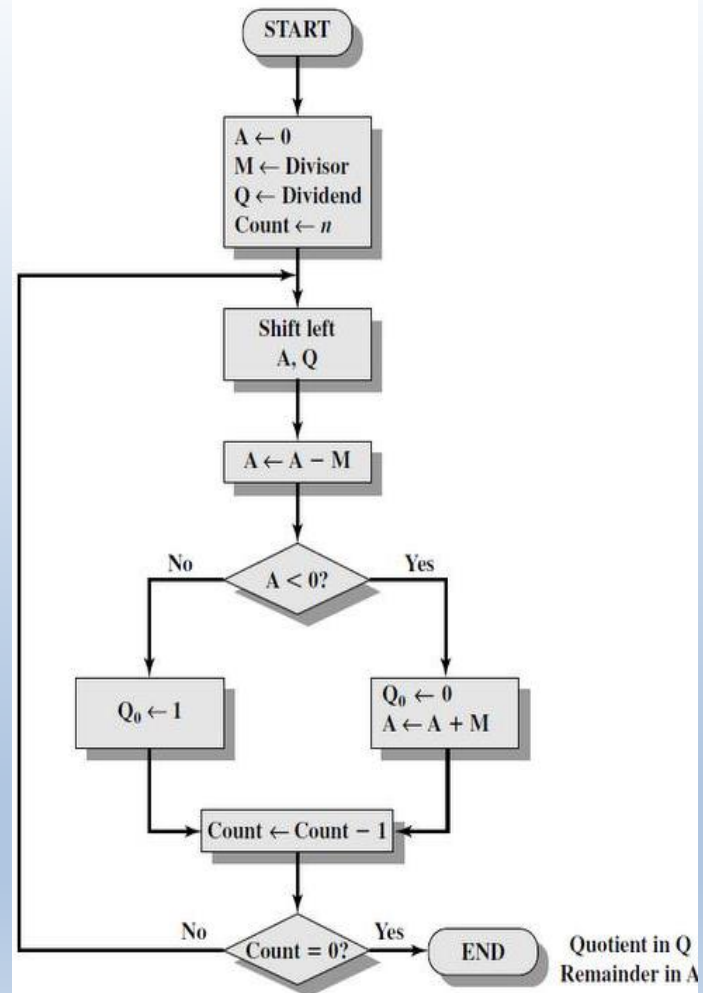 START
A ← 0
M ← Divisor
Q ← Dividend
Count ← n
Shift left
A, Q
A ← A − M
No
Yes
A < 0?
Q₀ ← 1
Q₀ ← 0
A ← A + M
Count ← Count − 1
No
Yes
Count = 0?
END
Quotient in Q
Remainder in A